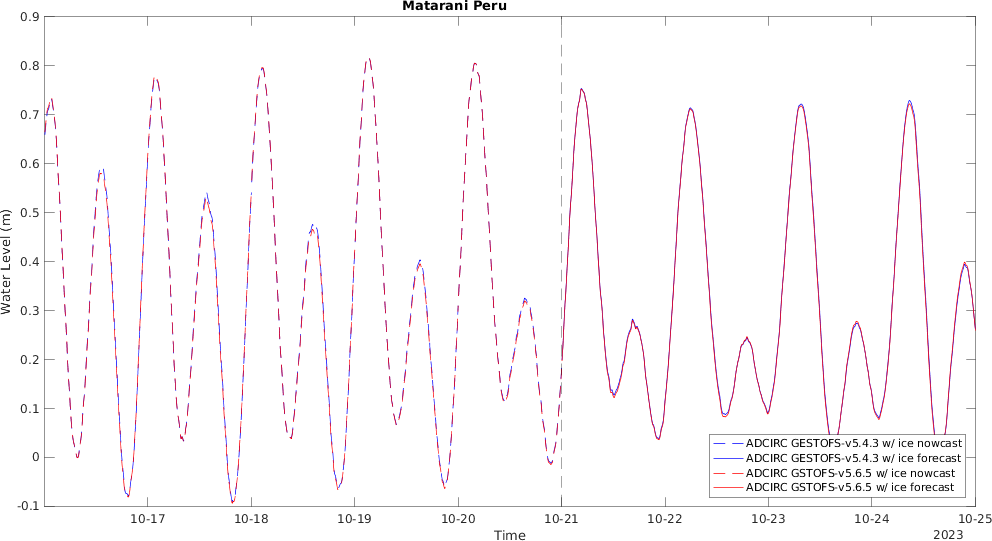 Matarani Peru
0.9
0.8
0.7
0.6
0.5
0.4
0.3
0.2
0.1
0
-0.1
Water Level (m)
ADCIRC GESTOFS-v5.4.3 w/ ice nowcast
ADCIRC GESTOFS-v5.4.3 w/ ice forecast
ADCIRC GSTOFS-v5.6.5 w/ ice nowcast
ADCIRC GSTOFS-v5.6.5 w/ ice forecast
10-17 10-18 10-19 10-20 10-21 10-22 10-23 10-24 10-25
Time
2023